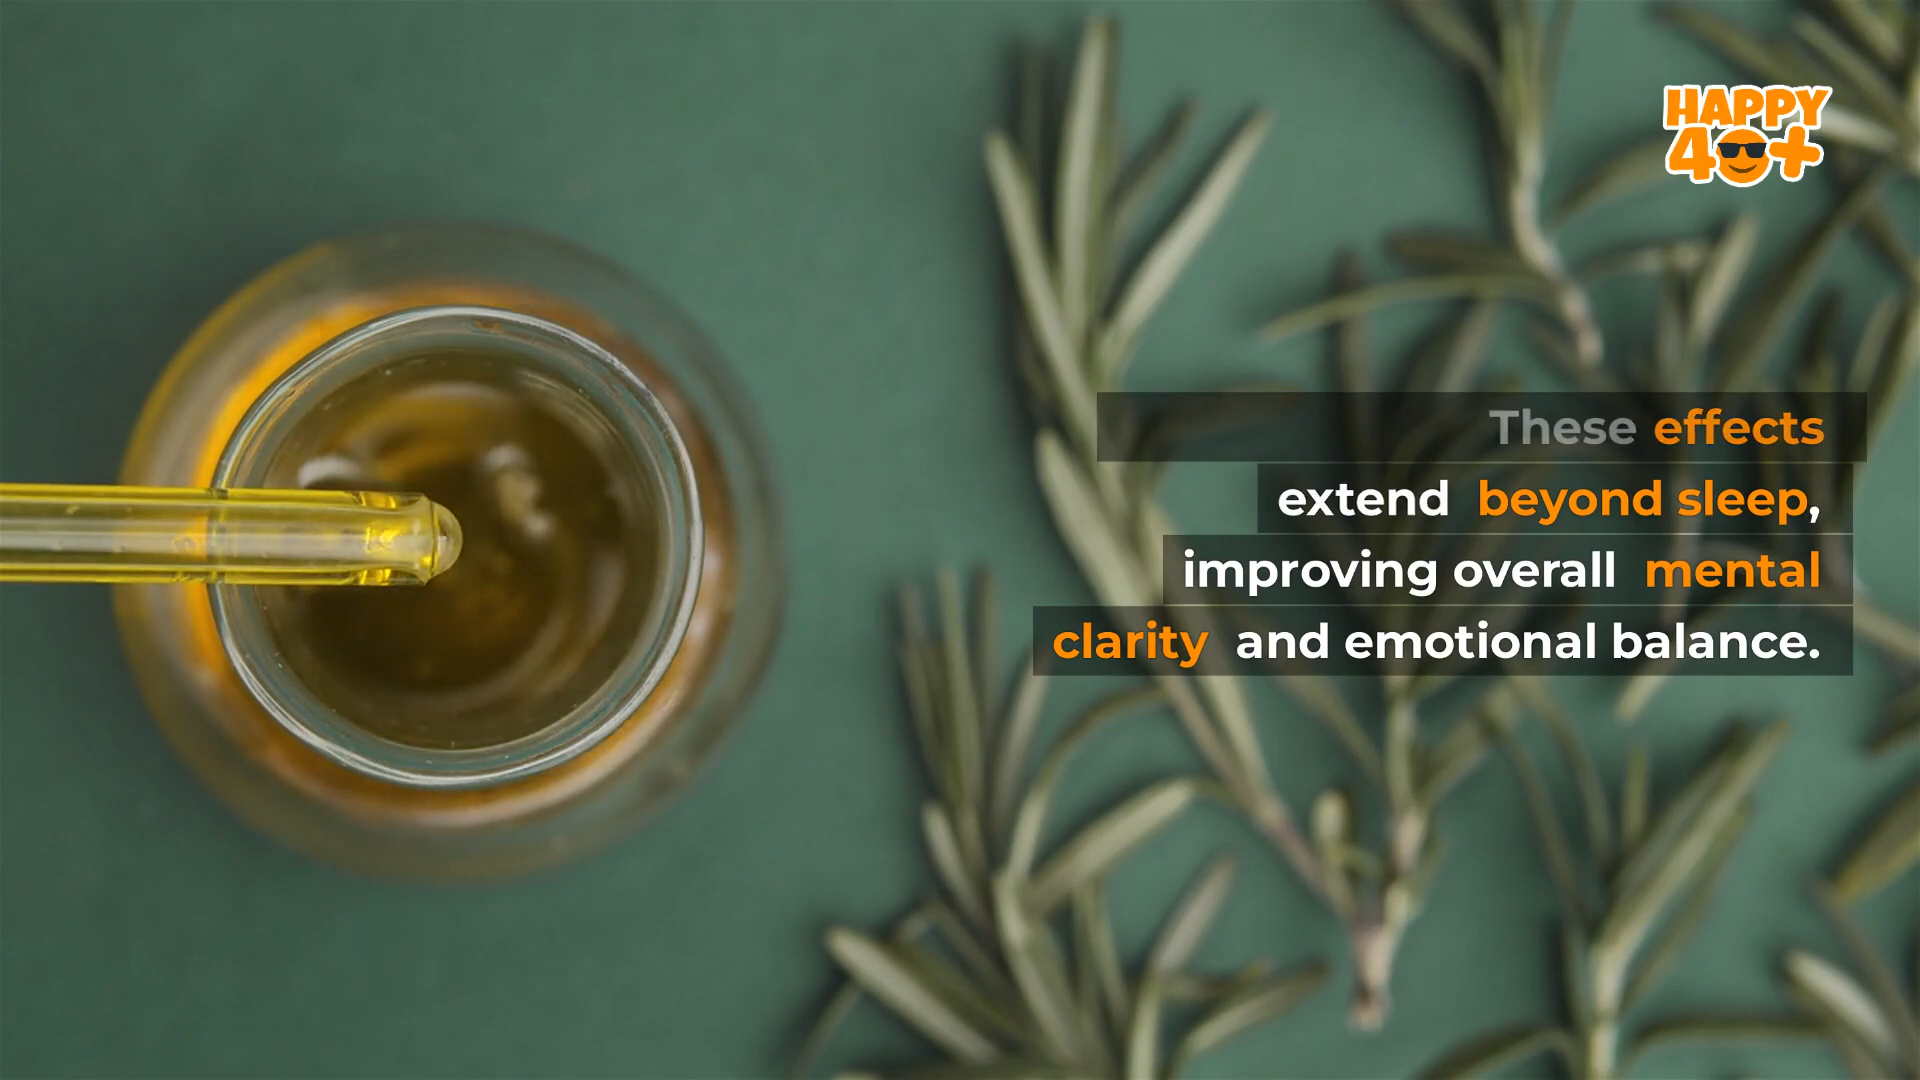 HAPPY
40+
These effects
extend beyond sleep,
improving overall mental
clarity and emotional balance.